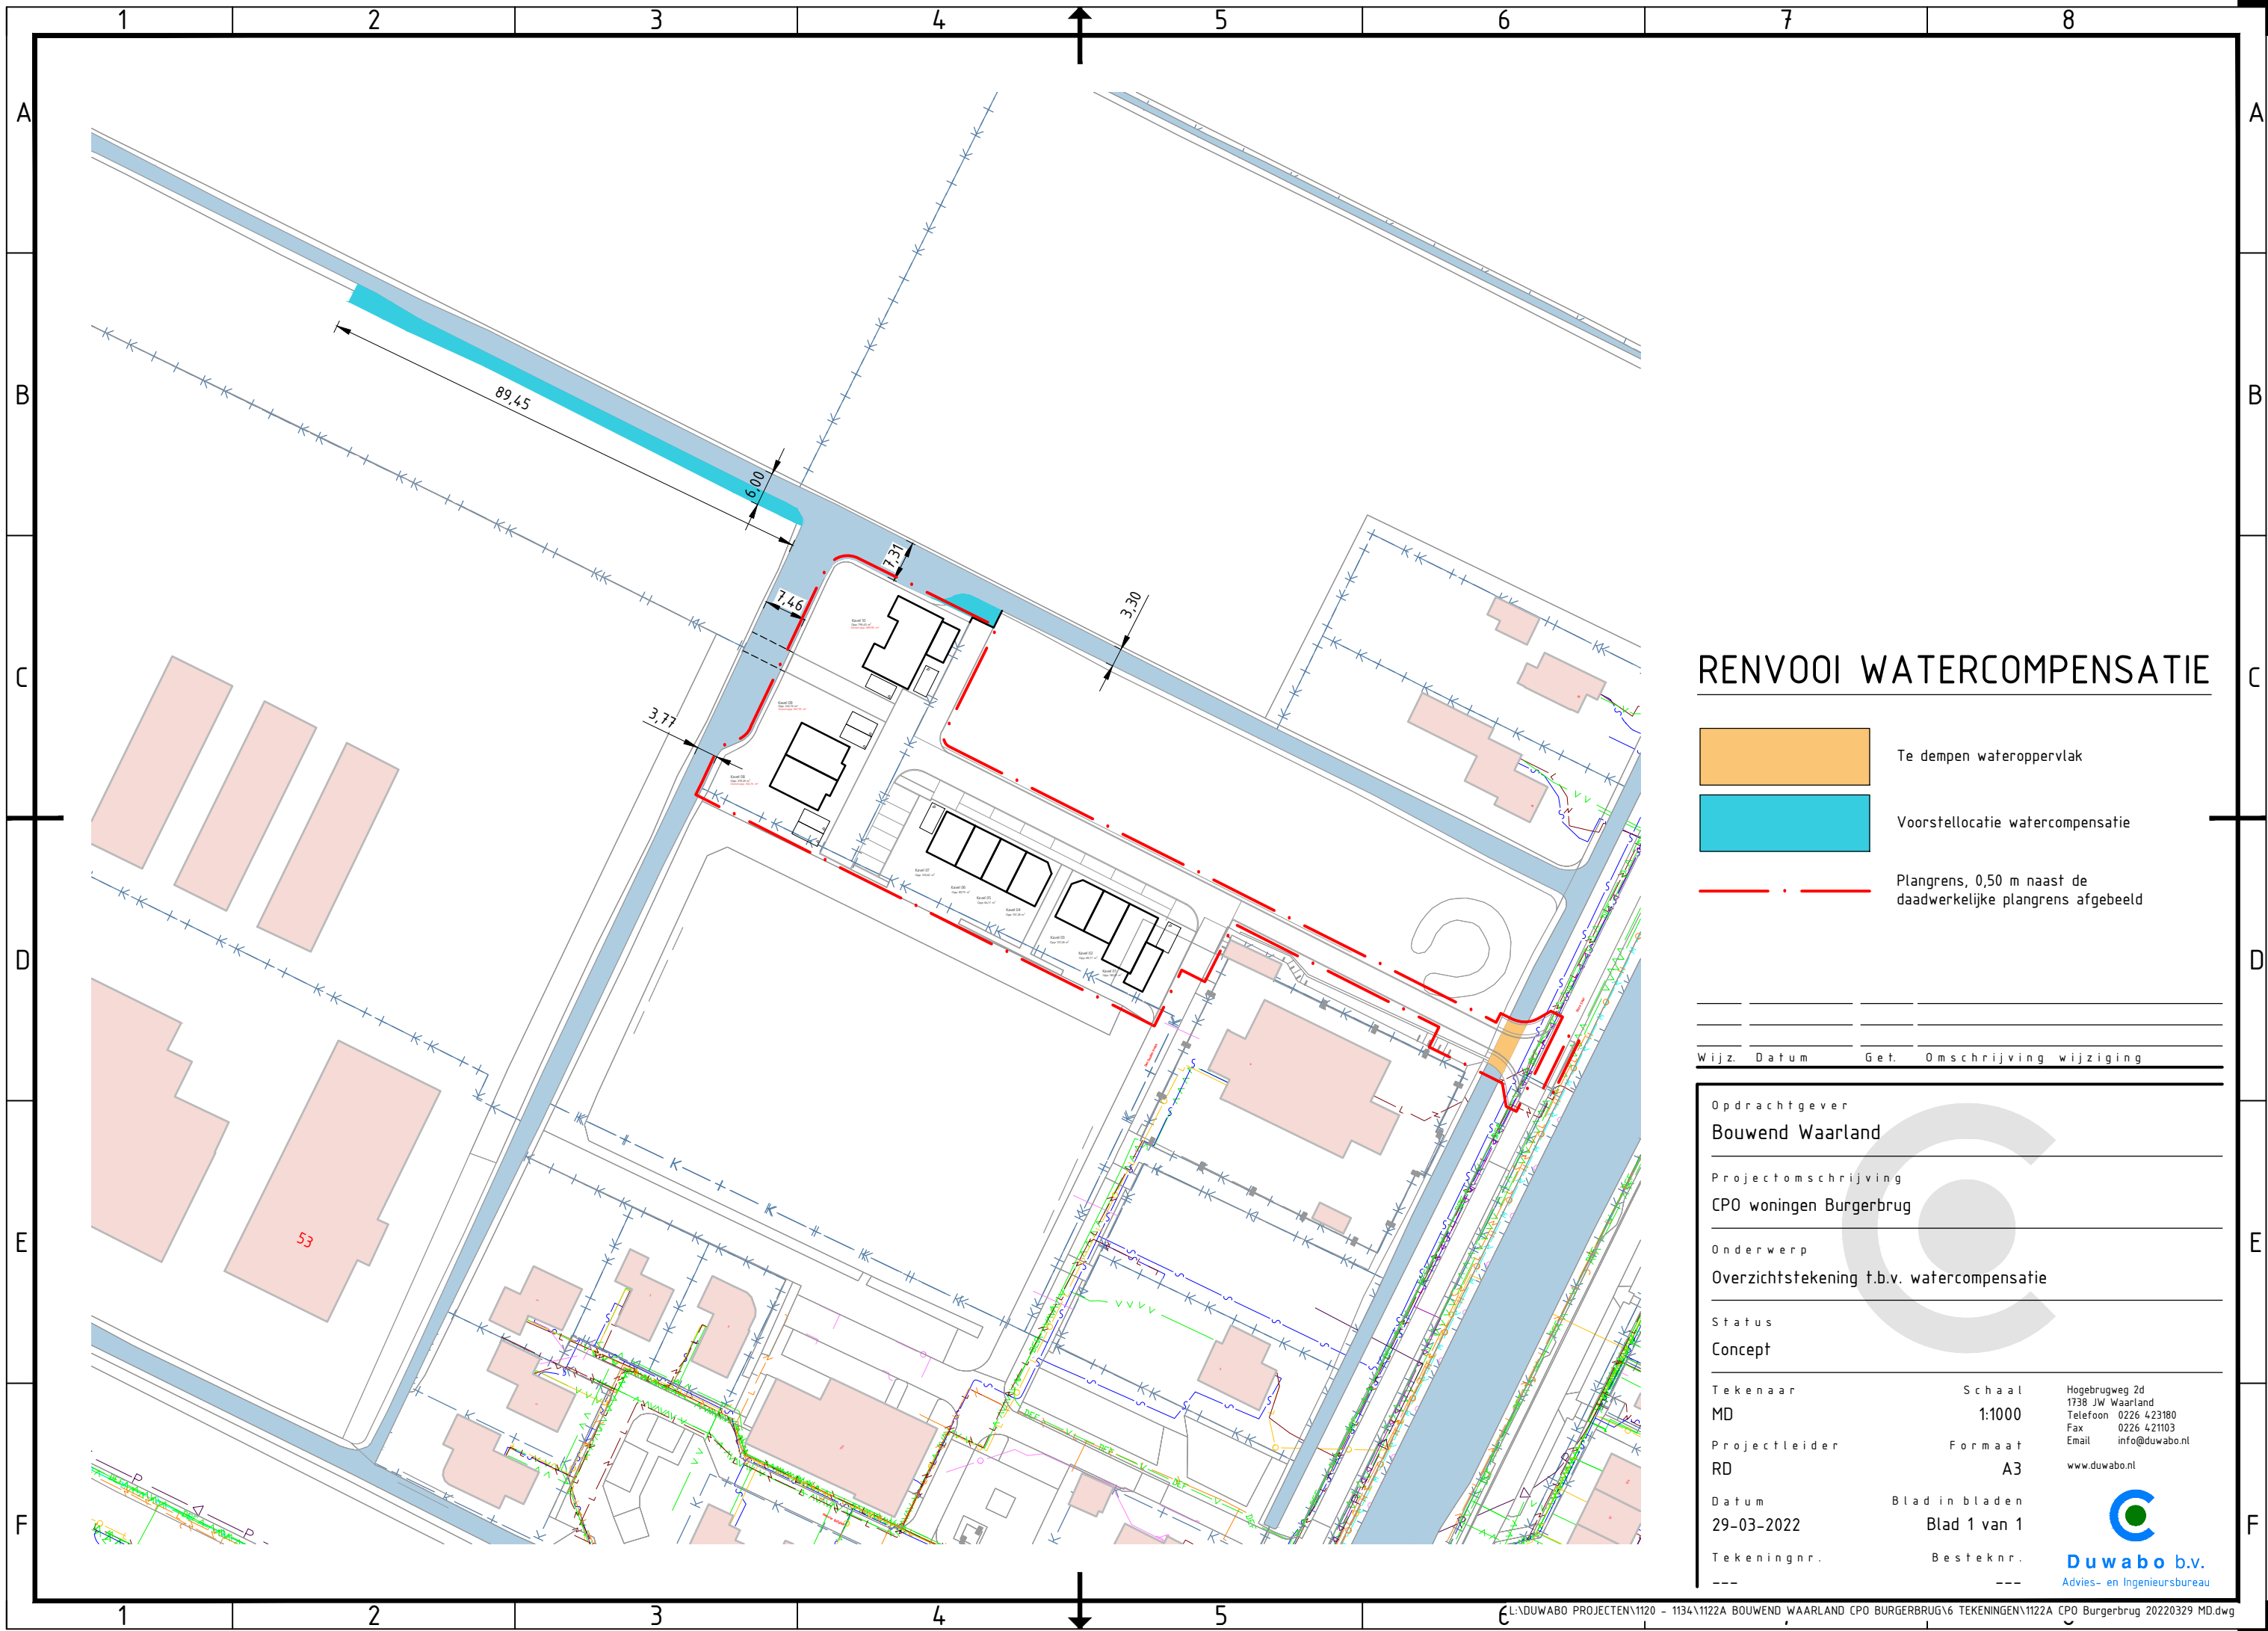 1 2 3 4 5 6 7 8
A A
B B
C C
D D
E E
F F
89,45
6,00
7,31
7,46
3,30
3,77
53
RENVOOI WATERCOMPENSATIE
Te dempen wateroppervlak
Voorstellocatie watercompensatie
Plangrens, 0,50 m naast de
daadwerkelijke plangrens afgebeeld
Wijz. Datum Get. Omschrijving wijziging
Opdrachtgever
Bouwend Waarland
Projectomschrijving
CPO woningen Burgerbrug
Onderwerp
Overzichtstekening t.b.v. watercompensatie
Status
Concept
Tekenaar Schaal
MD 1:1000
Projectleider Formaat
RD A3
Datum Blad in bladen
29-03-2022 Blad 1 van 1
Tekeningnr. Besteknr.
--- ---
Hogebrugweg 2d
1738 JW Waarland
Telefoon 0226 423180
Fax 0226 421103
Email info@duwabo.nl
www.duwabo.nl
Duwabo b.v.
Advies- en Ingenieursbureau
1 2 3 4 5
L:\DUWABO PROJECTEN\1120 - 1134\1122A BOUWEND WAARLAND CPO BURGERBRUG\6 TEKENINGEN\1122A CPO Burgerbrug 20220329 MD.dwg